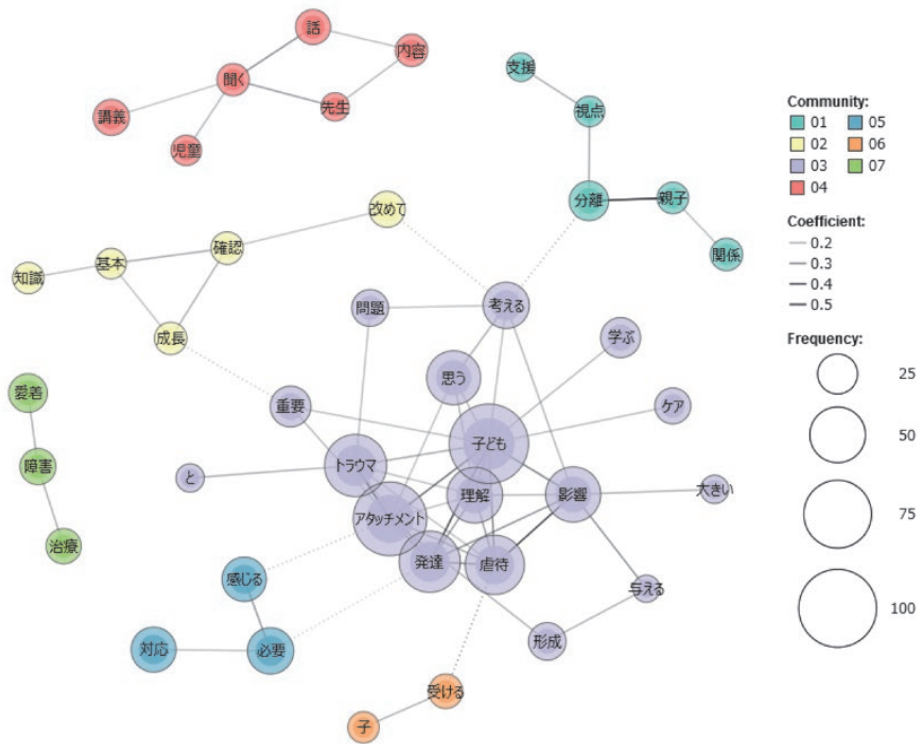 話
内容
聞く
先生
講義
児童
支援
視点
分離
親子
関係
改めて
確認
基本
知識
成長
問題
考える
学ぶ
思う
重要
ケア
子ども
トラウマ
と
理解
影響
大きい
アタッチメント
発達
虐待
与える
形成
愛着
障害
治療
感じる
対応
必要
受ける
子
Community:
01 05
02 06
03 07
04
Coefficient:
0.2
0.3
0.4
0.5
Frequency:
25
50
75
100